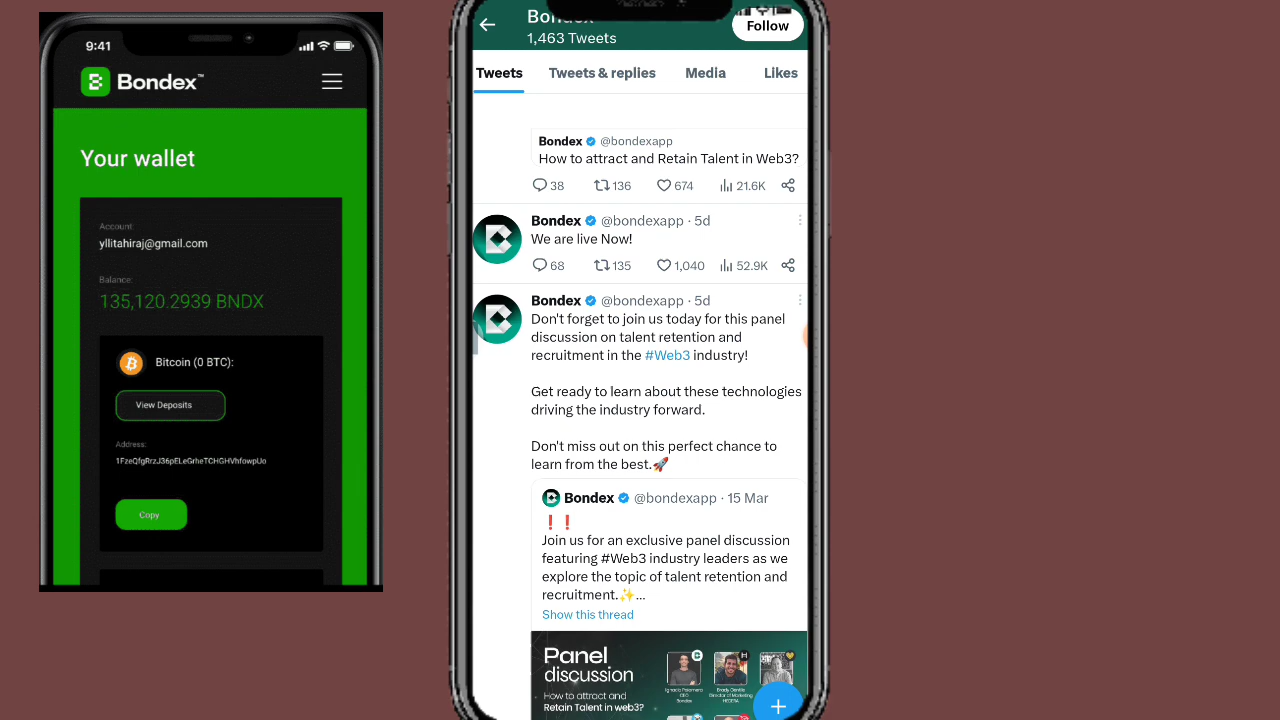 9:41
Bondex™
Your wallet
Account:
yllitahiraj@gmail.com
Balance:
135,120.2939 BNDX
Bitcoin (0 BTC):
View Deposits
Address:
1FzeQfgRrzJ36pELeGrheTCHGHVhfowpUo
Copy
Bondex
1,463 Tweets
Follow
Tweets
Tweets & replies
Media
Likes
Bondex @bondexapp
How to attract and Retain Talent in Web3?
38 136 674 21.6K
Bondex @bondexapp · 5d
We are live Now!
68 135 1,040 52.9K
Bondex @bondexapp · 5d
Don't forget to join us today for this panel
discussion on talent retention and
recruitment in the #Web3 industry!
Get ready to learn about these technologies
driving the industry forward.
Don't miss out on this perfect chance to
learn from the best.🚀
Bondex @bondexapp · 15 Mar
❗❗
Join us for an exclusive panel discussion
featuring #Web3 industry leaders as we
explore the topic of talent retention and
recruitment.✨...
Show this thread
Panel
discussion
How to attract and
Retain Talent in web3?
CEO
Bondex
Director of Marketing
HEDERA